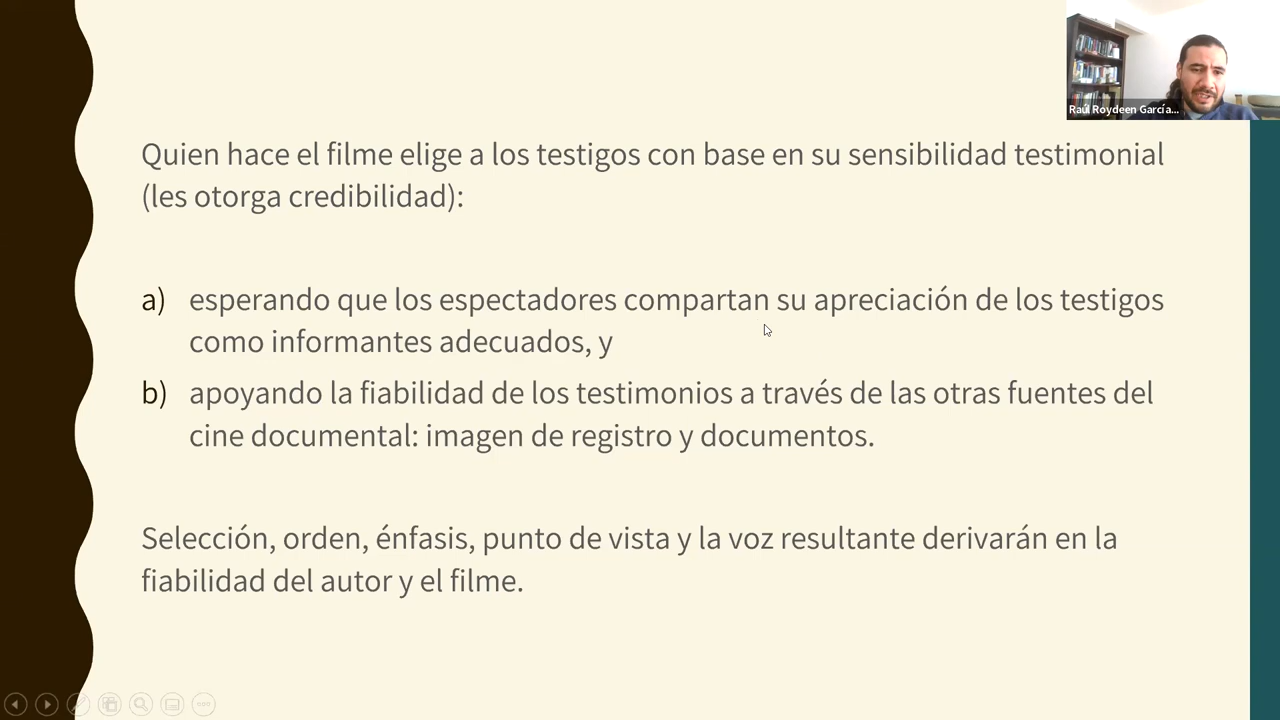 Raúl Roydeen García...
Quien hace el filme elige a los testigos con base en su sensibilidad testimonial
(les otorga credibilidad):
a) esperando que los espectadores compartan su apreciación de los testigos
como informantes adecuados, y
b) apoyando la fiabilidad de los testimonios a través de las otras fuentes del
cine documental: imagen de registro y documentos.
Selección, orden, énfasis, punto de vista y la voz resultante derivarán en la
fiabilidad del autor y el filme.